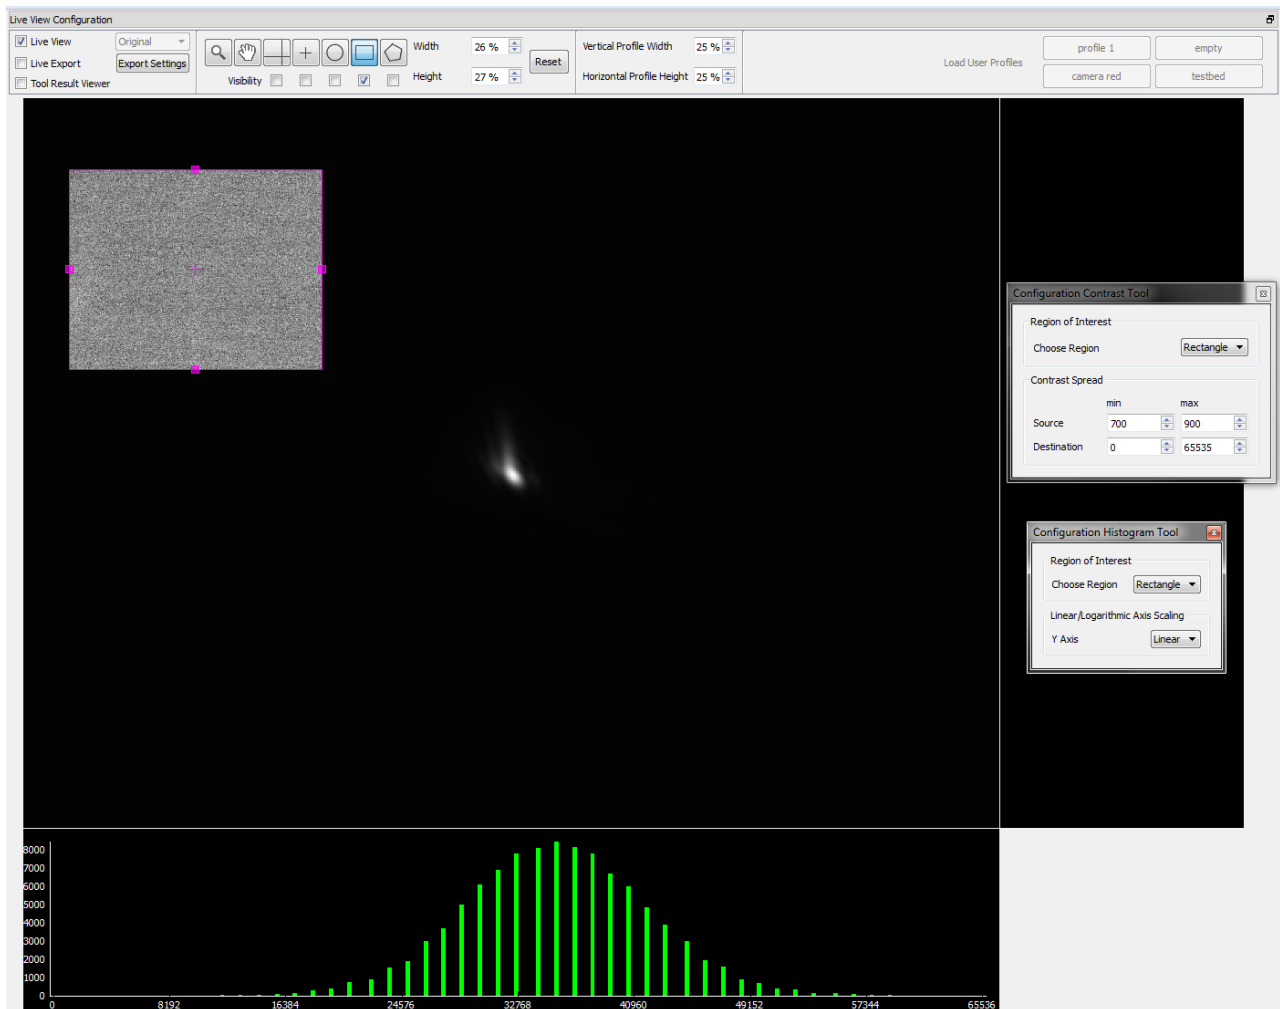 Live View Configuration
Live View Original
Live Export Export Settings
Tool Result Viewer
Visibility
Width 26 %
Height 27 %
Reset
Vertical Profile Width 25 %
Horizontal Profile Height 25 %
Load User Profiles
profile 1 empty
camera red testbed
Configuration Contrast Tool
Region of Interest
Choose Region Rectangle
Contrast Spread
min max
Source 700 900
Destination 0 65535
Configuration Histogram Tool
Region of Interest
Choose Region Rectangle
Linear/Logarithmic Axis Scaling
Y Axis Linear
8000
7000
6000
5000
4000
3000
2000
1000
0
0 8192 16384 24576 32768 40960 49152 57344 65536